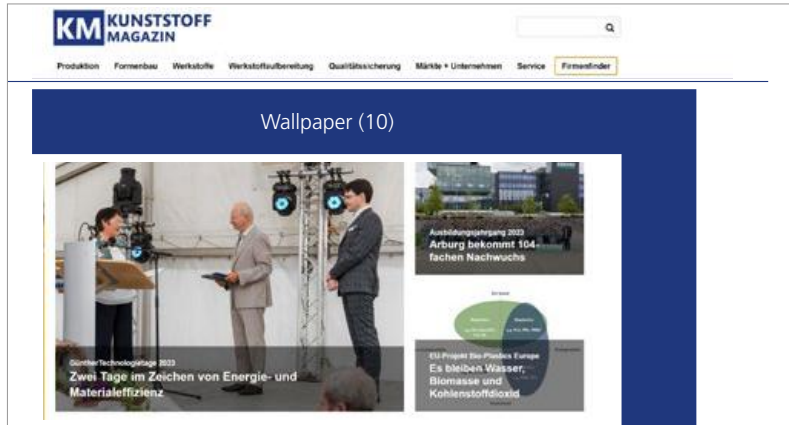 KM KUNSTSTOFF
MAGAZIN
Produktion Formenbau Werkstoffe Werkstoffaufbereitung Qualitätssicherung Märkte + Unternehmen Service Firmenfinder
Wallpaper (10)
GüntherTechnologietage 2023
Zwei Tage im Zeichen von Energie- und
Materialeffizienz
Ausbildungsjahrgang 2023
Arburg bekommt 104-
fachen Nachwuchs
EU-Projekt Bio-Plastics Europe
Es bleiben Wasser,
Biomasse und
Kohlenstoffdioxid